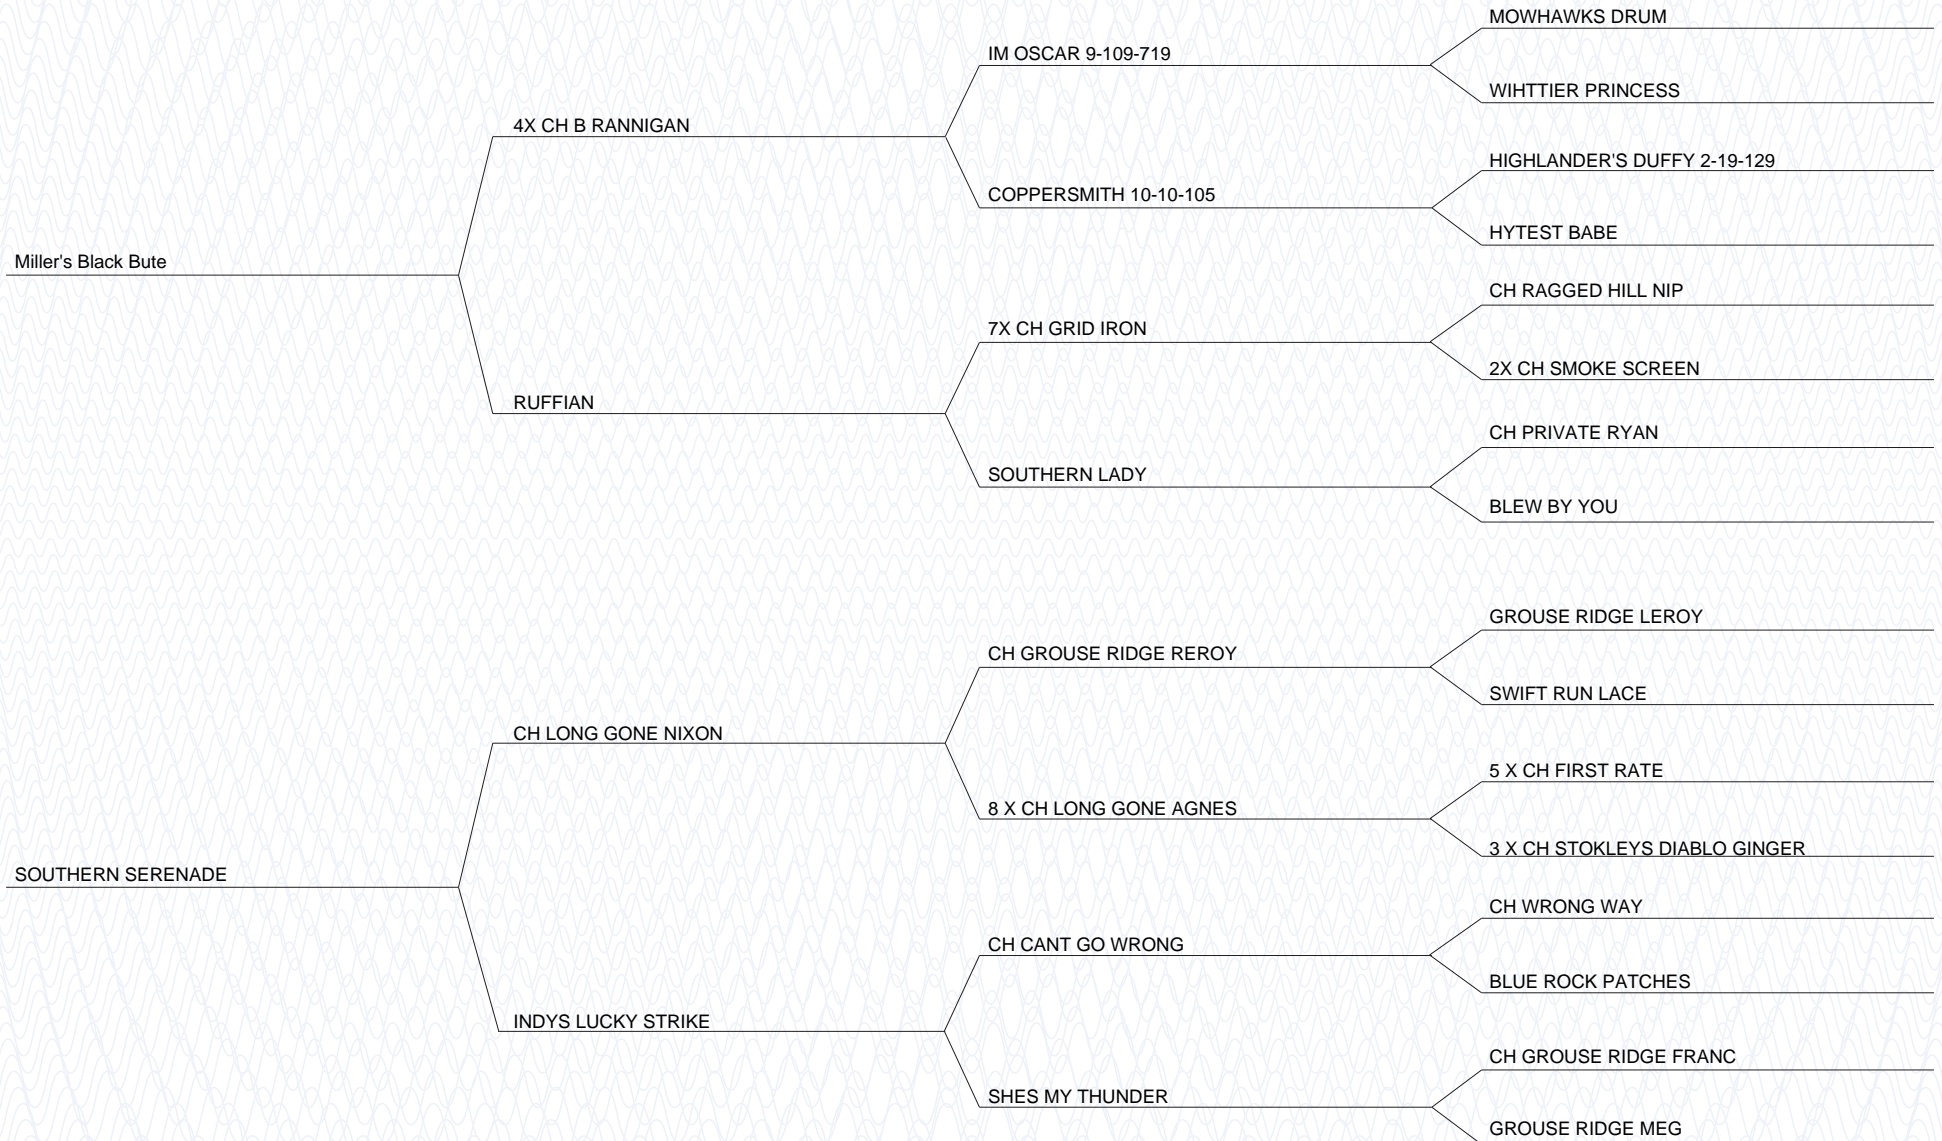 MOWHAWKS DRUM
IM OSCAR 9-109-719
WIHTTIER PRINCESS
4X CH B RANNIGAN
HIGHLANDER'S DUFFY 2-19-129
COPPERSMITH 10-10-105
HYTEST BABE
Miller's Black Bute
CH RAGGED HILL NIP
7X CH GRID IRON
2X CH SMOKE SCREEN
RUFFIAN
CH PRIVATE RYAN
SOUTHERN LADY
BLEW BY YOU
GROUSE RIDGE LEROY
CH GROUSE RIDGE REROY
SWIFT RUN LACE
CH LONG GONE NIXON
5 X CH FIRST RATE
8 X CH LONG GONE AGNES
3 X CH STOKLEYS DIABLO GINGER
SOUTHERN SERENADE
CH WRONG WAY
CH CANT GO WRONG
BLUE ROCK PATCHES
INDYS LUCKY STRIKE
CH GROUSE RIDGE FRANC
SHES MY THUNDER
GROUSE RIDGE MEG